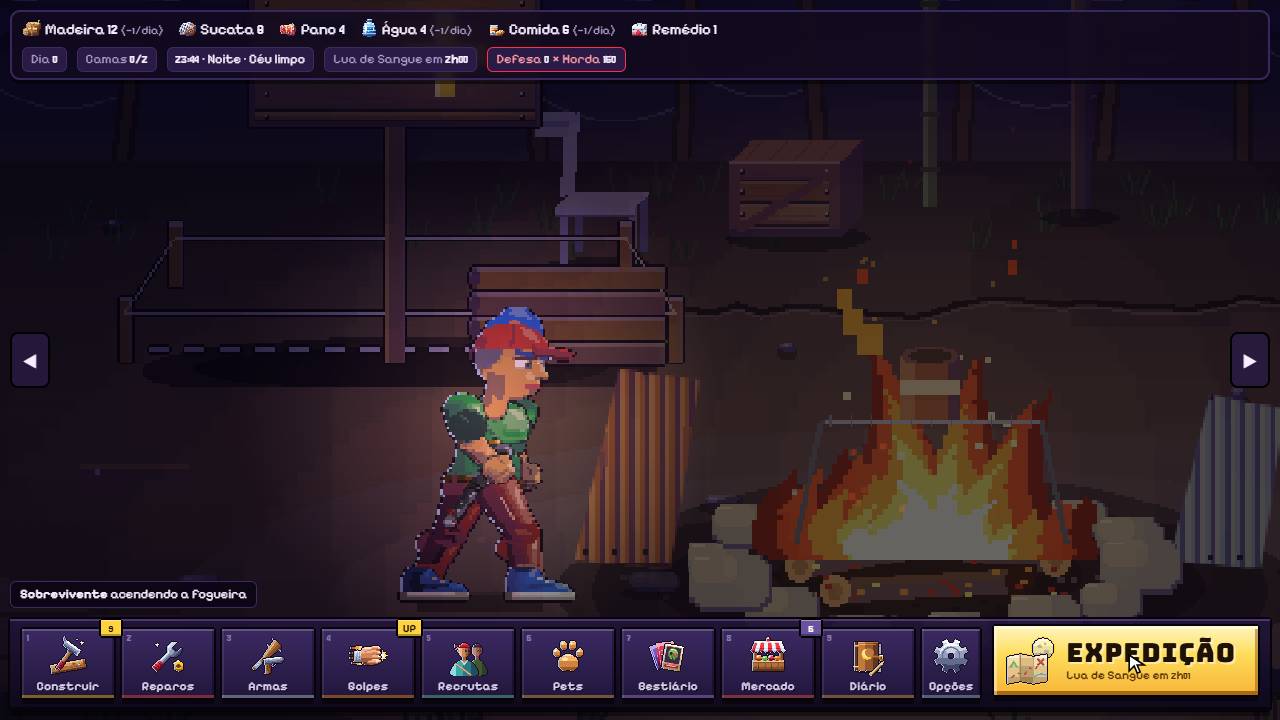 Madeira 12 (-1/dia) Sucata 8 Pano 4 Água 4 (-1/dia) Comida 6 (-1/dia) Remédio 1
Dia 0 Camas 0/2 23:44 · Noite · Céu limpo Lua de Sangue em 2h00 Defesa 0 × Horda 160
Sobrevivente acendendo a fogueira
9 UP 6
1 2 3 4 5 6 7 8 9
Construir Reparos Armas Golpes Recrutas Pets Bestiário Mercado Diário Opções
EXPEDIÇÃO
Lua de Sangue em 2h01